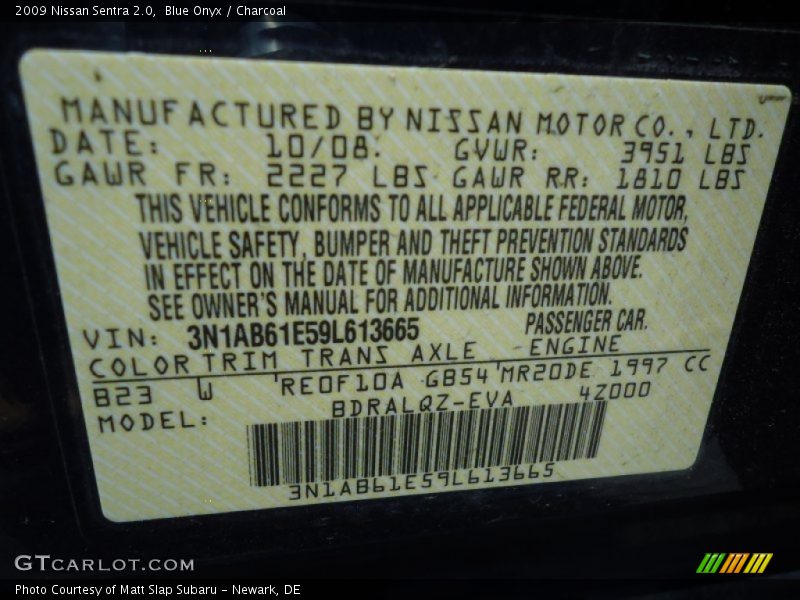 2009 Nissan Sentra 2.0,  Blue Onyx / Charcoal
MANUFACTURED BY NISSAN MOTOR CO., LTD.
DATE: 10/08. GVWR: 3951 LBS
GAWR FR: 2227 LBS GAWR RR: 1810 LBS
THIS VEHICLE CONFORMS TO ALL APPLICABLE FEDERAL MOTOR,
VEHICLE SAFETY, BUMPER AND THEFT PREVENTION STANDARDS
IN EFFECT ON THE DATE OF MANUFACTURE SHOWN ABOVE.
SEE OWNER'S MANUAL FOR ADDITIONAL INFORMATION.
VIN: 3N1AB61E59L613665 PASSENGER CAR.
COLOR TRIM TRANS AXLE ENGINE
B23 W RE0F10A GB54 MR20DE 1997 CC
MODEL: BDRALQZ-EVA 4Z000
3N1AB61E59L613665
GTCARLOT.COM
Photo Courtesy of Matt Slap Subaru - Newark, DE